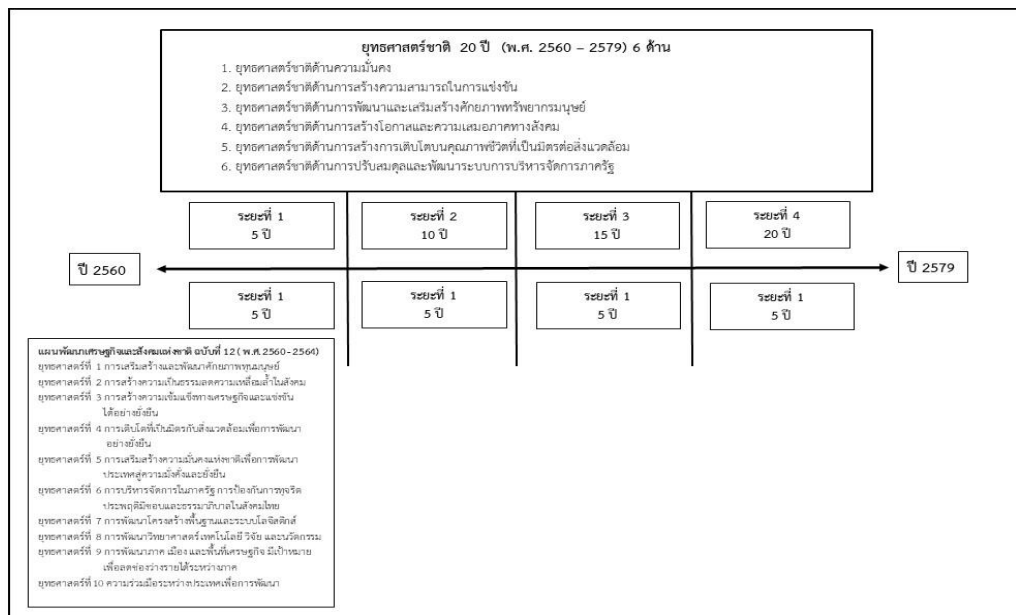 ยุทธศาสตร์ชาติ 20 ปี (พ.ศ. 2560 – 2579) 6 ด้าน
1. ยุทธศาสตร์ชาติด้านความมั่นคง
2. ยุทธศาสตร์ชาติด้านการสร้างความสามารถในการแข่งขัน
3. ยุทธศาสตร์ชาติด้านการพัฒนาและเสริมสร้างศักยภาพทรัพยากรมนุษย์
4. ยุทธศาสตร์ชาติด้านการสร้างโอกาสและความเสมอภาคทางสังคม
5. ยุทธศาสตร์ชาติด้านการสร้างการเติบโตบนคุณภาพชีวิตที่เป็นมิตรต่อสิ่งแวดล้อม
6. ยุทธศาสตร์ชาติด้านการปรับสมดุลและพัฒนาระบบการบริหารจัดการภาครัฐ
ระยะที่ 1
5 ปี
ระยะที่ 2
10 ปี
ระยะที่ 3
15 ปี
ระยะที่ 4
20 ปี
ปี 2560
ปี 2579
ระยะที่ 1
5 ปี
ระยะที่ 1
5 ปี
ระยะที่ 1
5 ปี
ระยะที่ 1
5 ปี
แผนพัฒนาเศรษฐกิจและสังคมแห่งชาติ ฉบับที่ 12 ( พ.ศ. 2560 - 2564)
ยุทธศาสตร์ที่ 1 การเสริมสร้างและพัฒนาศักยภาพทุนมนุษย์
ยุทธศาสตร์ที่ 2 การสร้างความเป็นธรรมลดความเหลื่อมล้ำในสังคม
ยุทธศาสตร์ที่ 3 การสร้างความเข้มแข็งทางเศรษฐกิจและแข่งขัน
ได้อย่างยั่งยืน
ยุทธศาสตร์ที่ 4 การเติบโตที่เป็นมิตรกับสิ่งแวดล้อมเพื่อการพัฒนา
อย่างยั่งยืน
ยุทธศาสตร์ที่ 5 การเสริมสร้างความมั่นคงแห่งชาติเพื่อการพัฒนา
ประเทศสู่ความมั่งคั่งและยั่งยืน
ยุทธศาสตร์ที่ 6 การบริหารจัดการในภาครัฐ การป้องกันการทุจริต
ประพฤติมิชอบและธรรมาภิบาลในสังคมไทย
ยุทธศาสตร์ที่ 7 การพัฒนาโครงสร้างพื้นฐานและระบบโลจิสติกส์
ยุทธศาสตร์ที่ 8 การพัฒนาวิทยาศาสตร์ เทคโนโลยี วิจัย และนวัตกรรม
ยุทธศาสตร์ที่ 9 การพัฒนาภาค เมือง และพื้นที่เศรษฐกิจ มีเป้าหมาย
เพื่อลดช่องว่างรายได้ระหว่างภาค
ยุทธศาสตร์ที่ 10 ความร่วมมือระหว่างประเทศเพื่อการพัฒนา